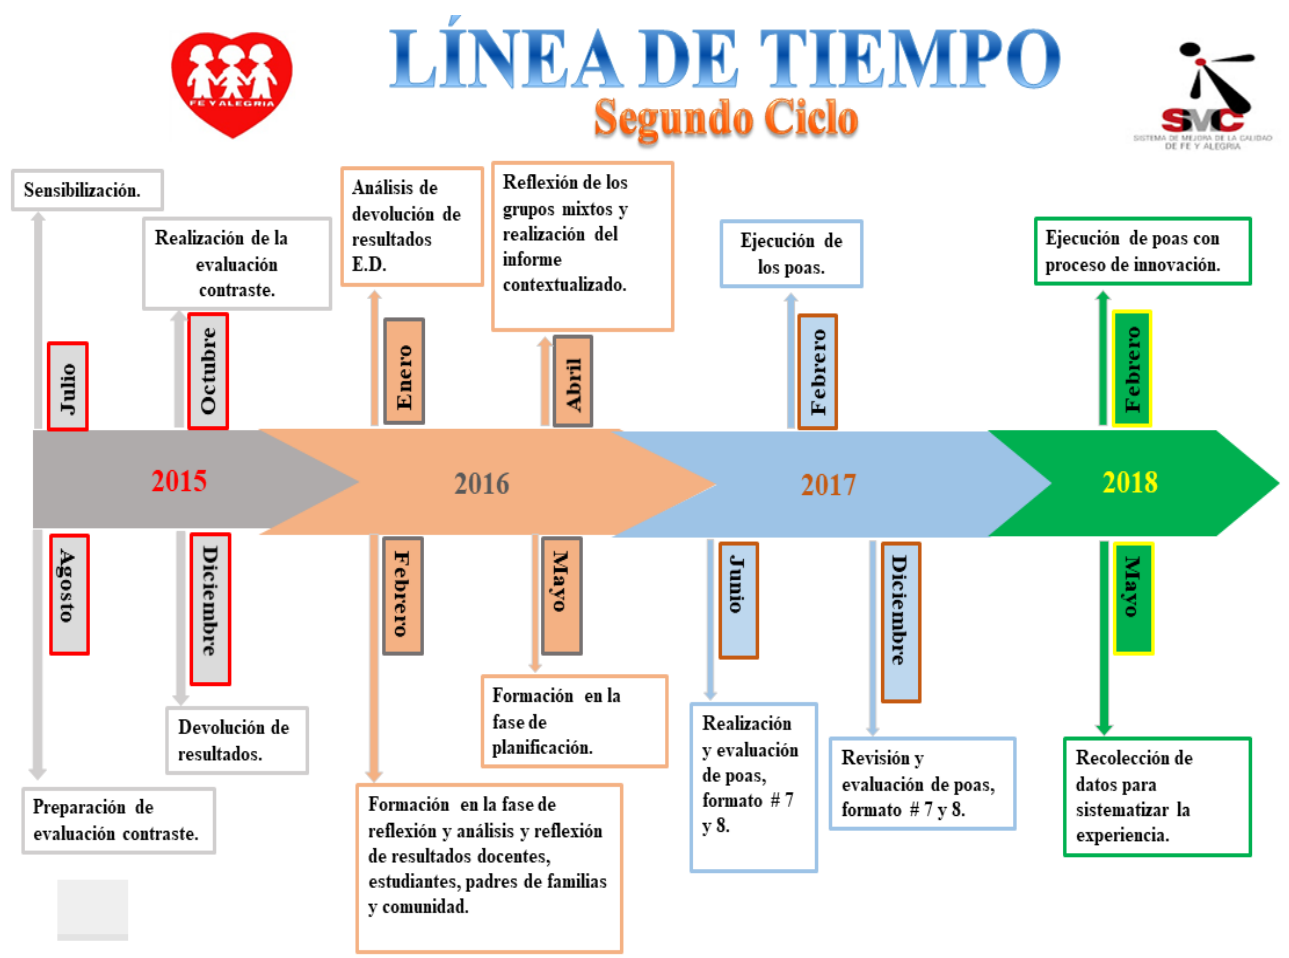 LÍNEA DE TIEMPO
Segundo Ciclo
FE Y ALEGRIA
SMC
SISTEMA DE MEJORA DE LA CALIDAD
DE FE Y ALEGRIA
Sensibilización.
Realización de la
evaluación
contraste.
Análisis de
devolución de
resultados
E.D.
Reflexión de los
grupos mixtos y
realización del
informe
contextualizado.
Ejecución de
los poas.
Ejecución de poas con
proceso de innovación.
Julio
Octubre
Enero
Abril
Febrero
Febrero
2015
2016
2017
2018
Agosto
Diciembre
Febrero
Mayo
Junio
Diciembre
Mayo
Preparación de
evaluación contraste.
Devolución de
resultados.
Formación en la fase de
reflexión y análisis y reflexión
de resultados docentes,
estudiantes, padres de familias
y comunidad.
Formación en la
fase de
planificación.
Realización
y evaluación
de poas,
formato # 7
y 8.
Revisión y
evaluación de poas,
formato # 7 y 8.
Recolección de
datos para
sistematizar la
experiencia.